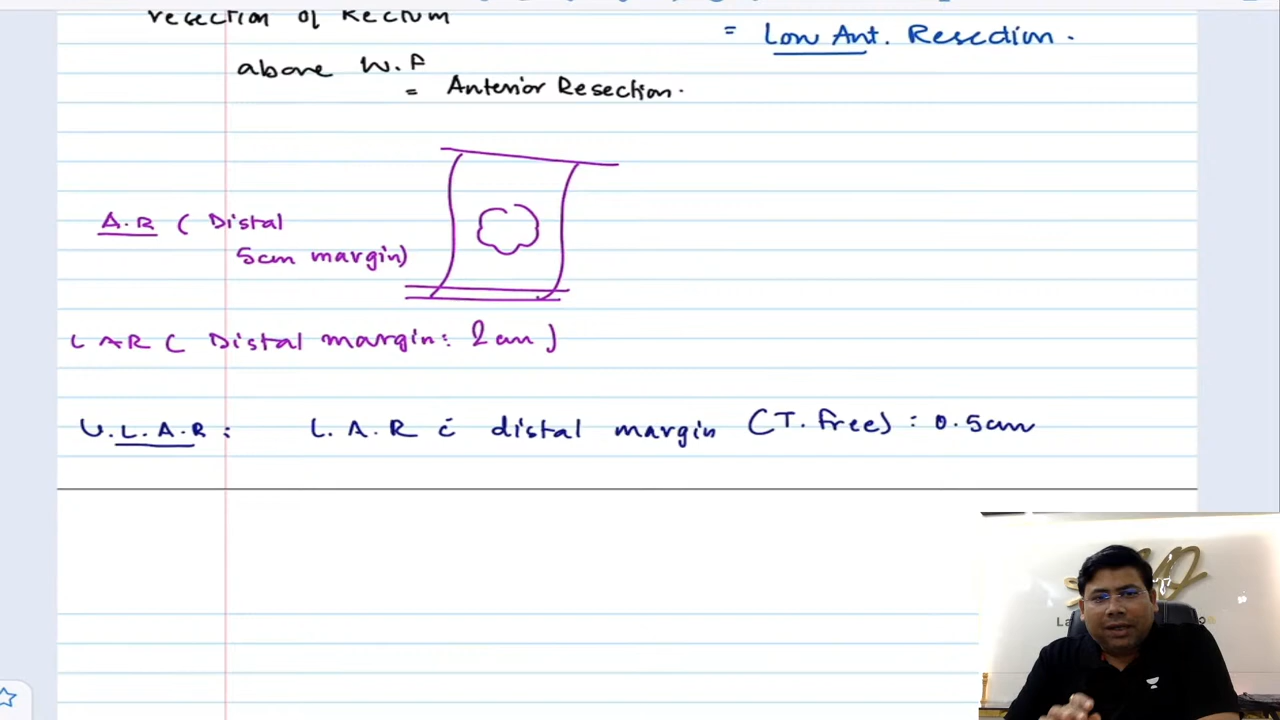 resection of Rectum
above W.P
= Anterior Resection.
= Low Ant. Resection.
A.R ( Distal
5cm margin)
LAR ( Distal margin: 2cm )
U.L.A.R : L.A.R c̄ distal margin (T. free) : 0.5cm